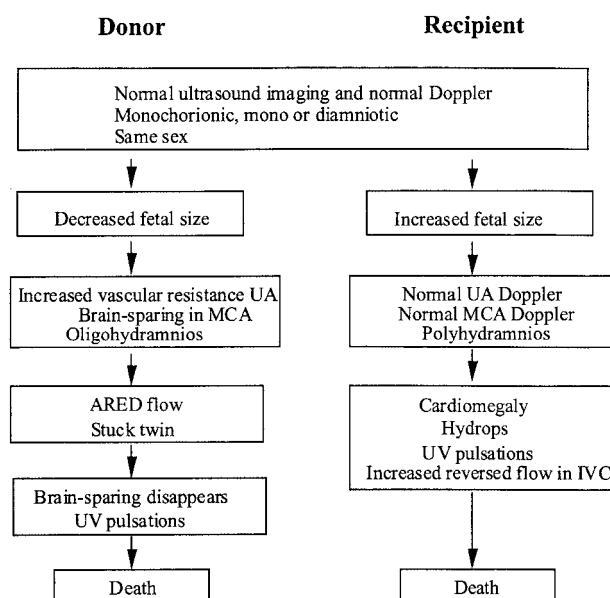 Donor
Recipient
Normal ultrasound imaging and normal Doppler
Monochorionic, mono or diamniotic
Same sex
Decreased fetal size
Increased vascular resistance UA
Brain-sparing in MCA
Oligohydramnios
ARED flow
Stuck twin
Brain-sparing disappears
UV pulsations
Death
Increased fetal size
Normal UA Doppler
Normal MCA Doppler
Polyhydramnios
Cardiomegaly
Hydrops
UV pulsations
Increased reversed flow in IVC
Death